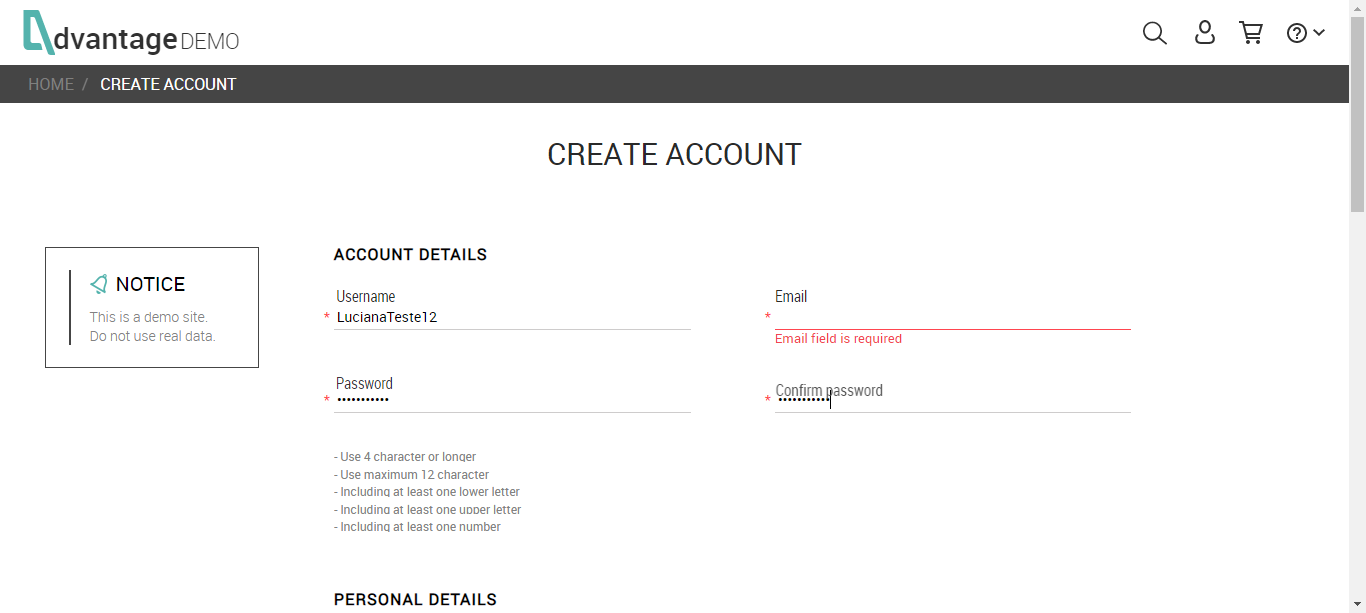 dvantage DEMO
HOME / CREATE ACCOUNT
CREATE ACCOUNT
NOTICE
This is a demo site.
Do not use real data.
ACCOUNT DETAILS
Username
* LucianaTeste12
Email
*
Email field is required
Password
* •••••••••••
Confirm password
* •••••••••••
- Use 4 character or longer
- Use maximum 12 character
- Including at least one lower letter
- Including at least one upper letter
- Including at least one number
PERSONAL DETAILS